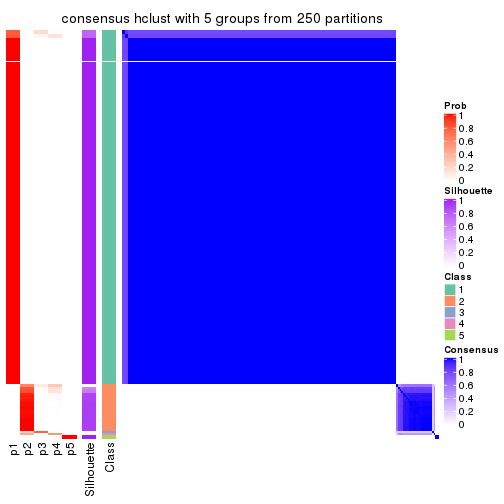 consensus hclust with 5 groups from 250 partitions
Prob
1
0.8
0.6
0.4
0.2
0
Silhouette
1
0.8
0.6
0.4
0.2
0
Class
1
2
3
4
5
Consensus
1
0.8
0.6
0.4
0.2
0
p1
p2
p3
p4
p5
Silhouette
Class